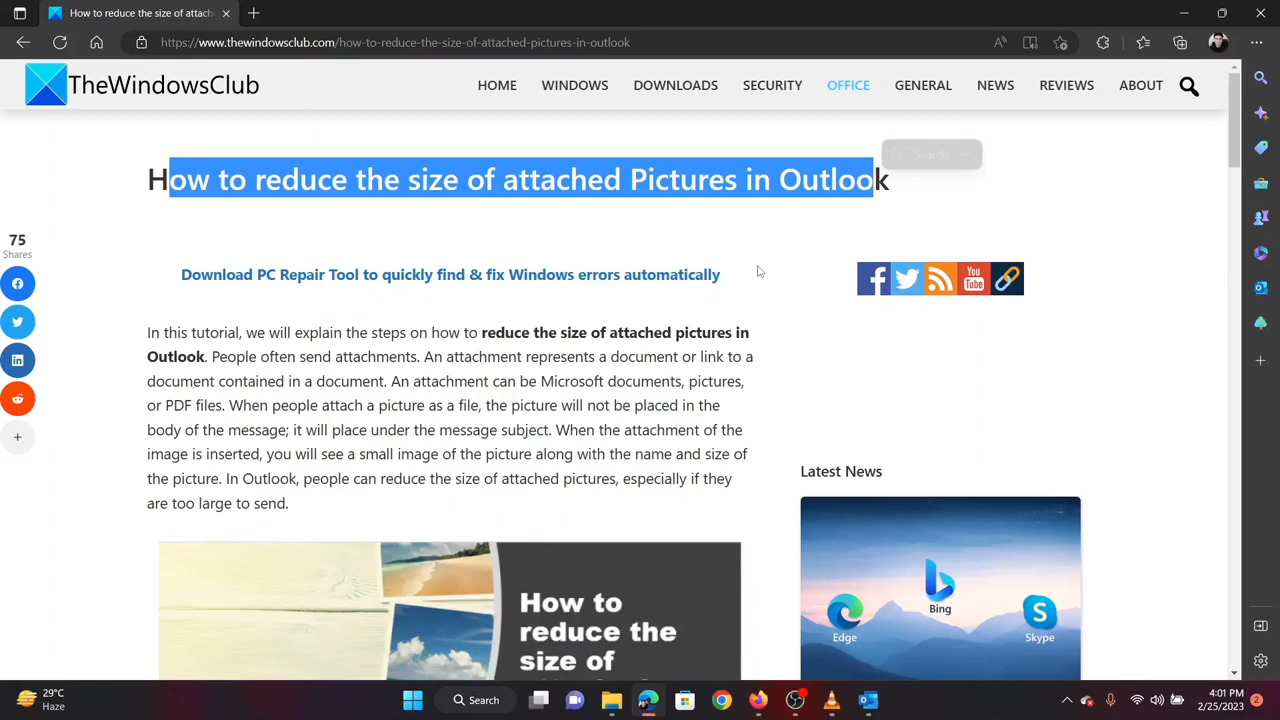 How to reduce the size of attach
https://www.thewindowsclub.com/how-to-reduce-the-size-of-attached-pictures-in-outlook
TheWindowsClub
HOME WINDOWS DOWNLOADS SECURITY OFFICE GENERAL NEWS REVIEWS ABOUT
How to reduce the size of attached Pictures in Outlook
Search
75
Shares
Download PC Repair Tool to quickly find & fix Windows errors automatically
You
Tube
In this tutorial, we will explain the steps on how to reduce the size of attached pictures in
Outlook. People often send attachments. An attachment represents a document or link to a
document contained in a document. An attachment can be Microsoft documents, pictures,
or PDF files. When people attach a picture as a file, the picture will not be placed in the
body of the message; it will place under the message subject. When the attachment of the
image is inserted, you will see a small image of the picture along with the name and size of
the picture. In Outlook, people can reduce the size of attached pictures, especially if they
are too large to send.
Latest News
How to
reduce the
size of
Bing
Edge
Skype
29°C
Haze
Search
4:01 PM
2/25/2023
2